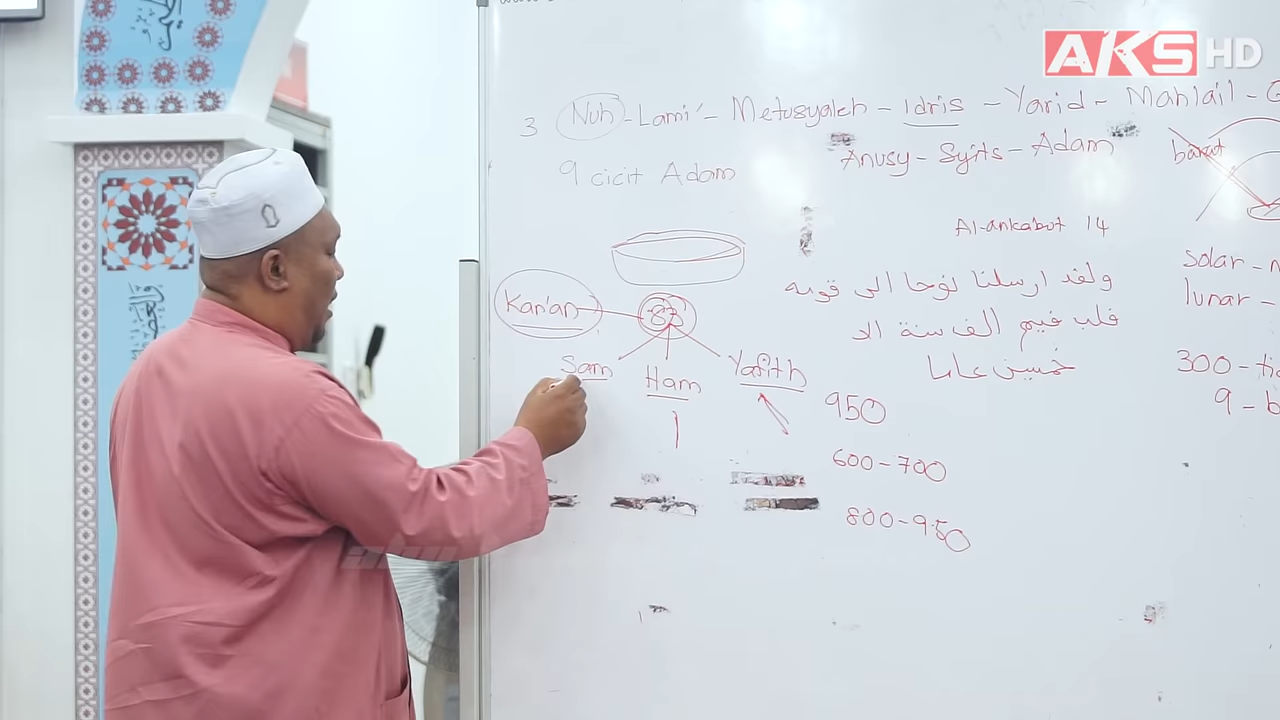 AKS HD
3 Nuh - Lami' - Metusyaleh - Idris - Yarid - Mahlail -
Anusy - Syits - Adam
barat
9 cicit Adam
Al-ankabut 14
ولقد ارسلنا نوحا الى قومه
فلب فيهم الف سنة الا
خمسين عاما
solar -
lunar -
Kan'an
83
Sam
Ham
Yafith
300 -
9 - b
950
600 - 700
800 - 950